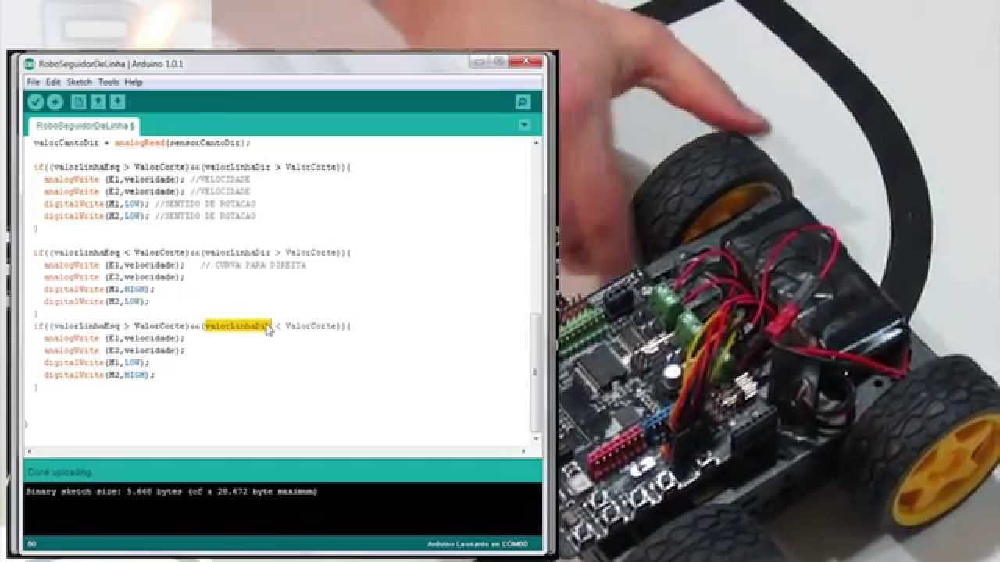 RoboSeguidorDeLinha | Arduino 1.0.1
File Edit Sketch Tools Help
RoboSeguidorDeLinha §
valorCantoDir = analogRead(sensorCantoDir);
if((valorLinhaEsq > ValorCorte)&&(valorLinhaDir > ValorCorte)){
analogWrite (E1,velocidade); //VELOCIDADE
analogWrite (E2,velocidade); //VELOCIDADE
digitalWrite(M1,LOW); //SENTIDO DE ROTACAO
digitalWrite(M2,LOW); //SENTIDO DE ROTACAO
}
if((valorLinhaEsq < ValorCorte)&&(valorLinhaDir > ValorCorte)){
analogWrite (E1,velocidade); // CURVA PARA DIREITA
analogWrite (E2,velocidade);
digitalWrite(M1,HIGH);
digitalWrite(M2,LOW);
}
if((valorLinhaEsq > ValorCorte)&&(valorLinhaDir < ValorCorte)){
analogWrite (E1,velocidade);
analogWrite (E2,velocidade);
digitalWrite(M1,LOW);
digitalWrite(M2,HIGH);
}
}
Done uploading.
Binary sketch size: 5.668 bytes (of a 28.672 byte maximum)
60 Arduino Leonardo on COM80